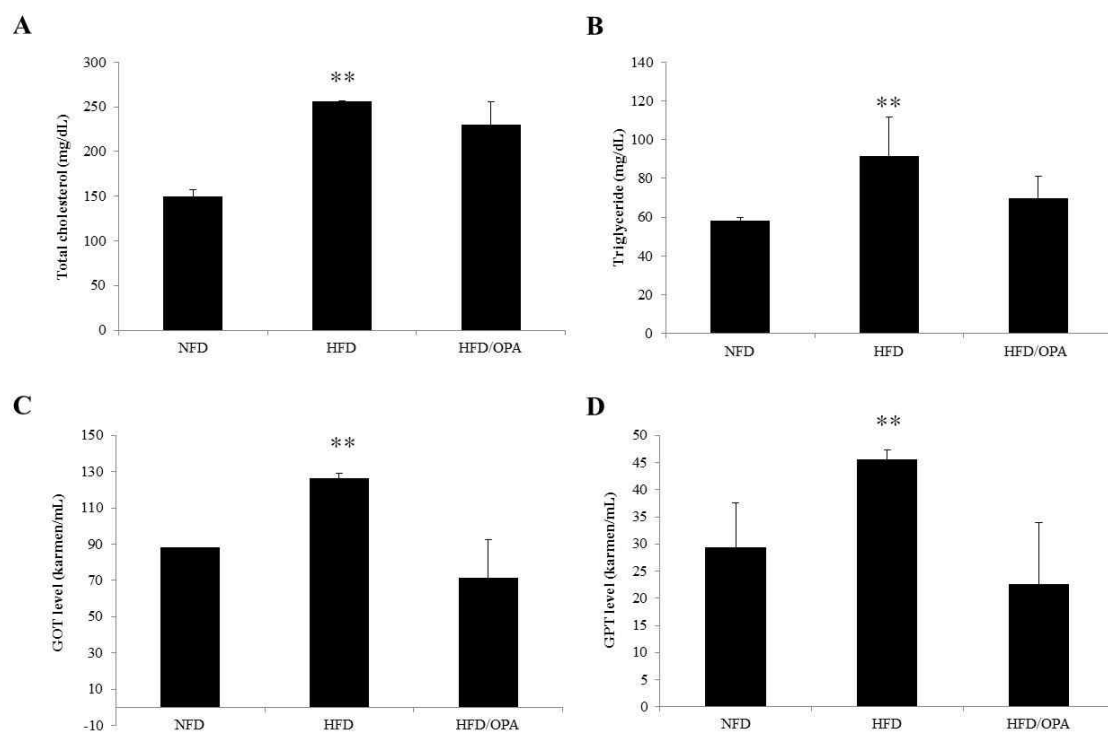 A
Total cholesterol (mg/dL)
300
250
200
150
100
50
0
**
NFD
HFD
HFD/OPA
B
Triglyceride (mg/dL)
140
120
100
80
60
40
20
0
**
NFD
HFD
HFD/OPA
C
GOT level (karmen/mL)
150
130
110
90
70
50
30
10
-10
**
NFD
HFD
HFD/OPA
D
GPT level (karmen/mL)
50
45
40
35
30
25
20
15
10
5
0
**
NFD
HFD
HFD/OPA